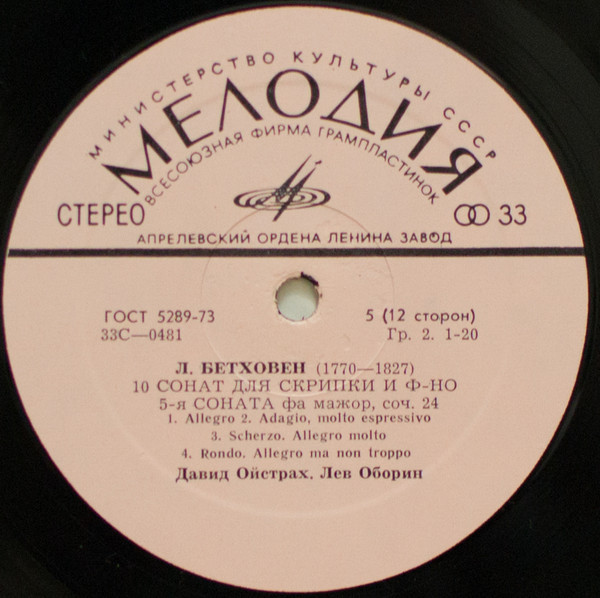 МИНИСТЕРСТВО КУЛЬТУРЫ СССР
МЕЛОДИЯ
ВСЕСОЮЗНАЯ ФИРМА ГРАМПЛАСТИНОК
СТЕРЕО
33
АПРЕЛЕВСКИЙ ОРДЕНА ЛЕНИНА ЗАВОД
ГОСТ 5289-73 5 (12 сторон)
33С—0481 Гр. 2. 1-20
Л. БЕТХОВЕН (1770—1827)
10 СОНАТ ДЛЯ СКРИПКИ И Ф-НО
5-я СОНАТА фа мажор, соч. 24
1. Allegro 2. Adagio, molto espressivo
3. Scherzo. Allegro molto
4. Rondo. Allegro ma non troppo
Давид Ойстрах, Лев Оборин